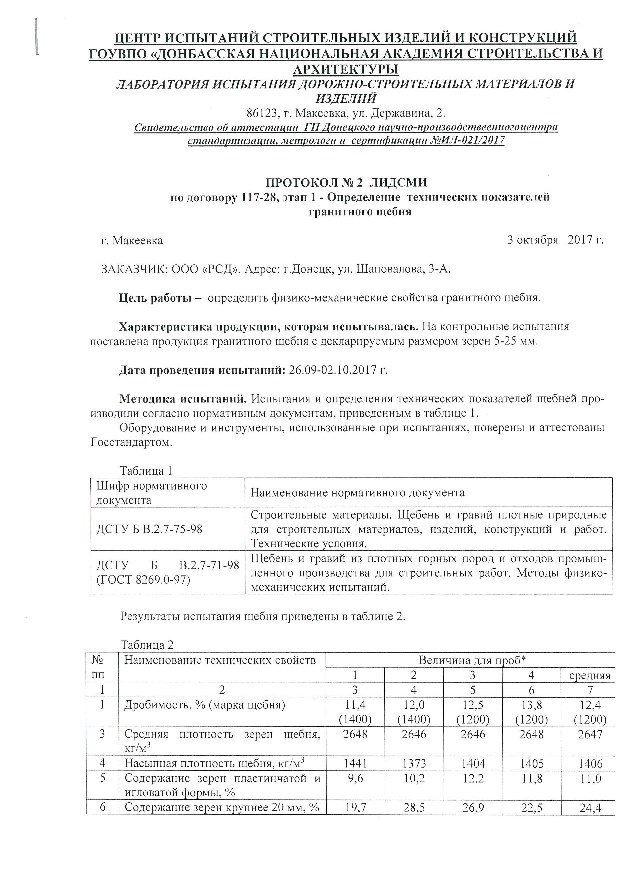 ЦЕНТР ИСПЫТАНИЙ СТРОИТЕЛЬНЫХ ИЗДЕЛИЙ И КОНСТРУКЦИЙ
ГОУВПО «ДОНБАССКАЯ НАЦИОНАЛЬНАЯ АКАДЕМИЯ СТРОИТЕЛЬСТВА И
АРХИТЕКТУРЫ
ЛАБОРАТОРИЯ ИСПЫТАНИЯ ДОРОЖНО-СТРОИТЕЛЬНЫХ МАТЕРИАЛОВ И
ИЗДЕЛИЙ
86123, г. Макеевка, ул. Державина, 2.
Свидетельство об аттестации ГП Донецкого научно-производственногоцентра
стандартизации, метрологи и сертификации №ИЛ-021/2017
ПРОТОКОЛ № 2 ЛИДСМИ
по договору 117-28, этап 1 - Определение технических показателей
гранитного щебня
г. Макеевка 3 октября 2017 г.
ЗАКАЗЧИК: ООО «РСД». Адрес: г.Донецк, ул. Шаповалова, 3-А.
Цель работы – определить физико-механические свойства гранитного щебня.
Характеристика продукции, которая испытывалась. На контрольные испытания
поставлена продукция гранитного щебня с декларируемым размером зерен 5-25 мм.
Дата проведения испытаний: 26.09-02.10.2017 г.
Методика испытаний. Испытания и определения технических показателей щебней про-
изводили согласно нормативным документам, приведенным в таблице 1.
Оборудование и инструменты, использованные при испытаниях, поверены и аттестованы
Госстандартом.
Таблица 1
Шифр нормативного
документа
Наименование нормативного документа
ДСТУ Б В.2.7-75-98
Строительные материалы. Щебень и гравий плотные природные
для строительных материалов, изделий, конструкций и работ.
Технические условия.
ДСТУ Б В.2.7-71-98
(ГОСТ 8269.0-97)
Щебень и гравий из плотных горных пород и отходов промыш-
ленного производства для строительных работ. Методы физико-
механических испытаний.
Результаты испытания щебня приведены в таблице 2.
Таблица 2
№ пп Наименование технических свойств Величина для проб*
1 2 3 4 средняя
1 2 3 4 5 6 7
1 Дробимость, % (марка щебня) 11,4 12,0 12,5 13,8 12,4
(1400) (1400) (1200) (1200) (1200)
3 Средняя плотность зерен щебня, 2648 2646 2646 2648 2647
кг/м³
4 Насыпная плотность щебня, кг/м³ 1441 1373 1404 1405 1406
5 Содержание зерен пластинчатой и 9,6 10,2 12,2 11,8 11,0
игловатой формы, %
6 Содержание зерен крупнее 20 мм, % 19,7 28,5 26,9 22,5 24,4